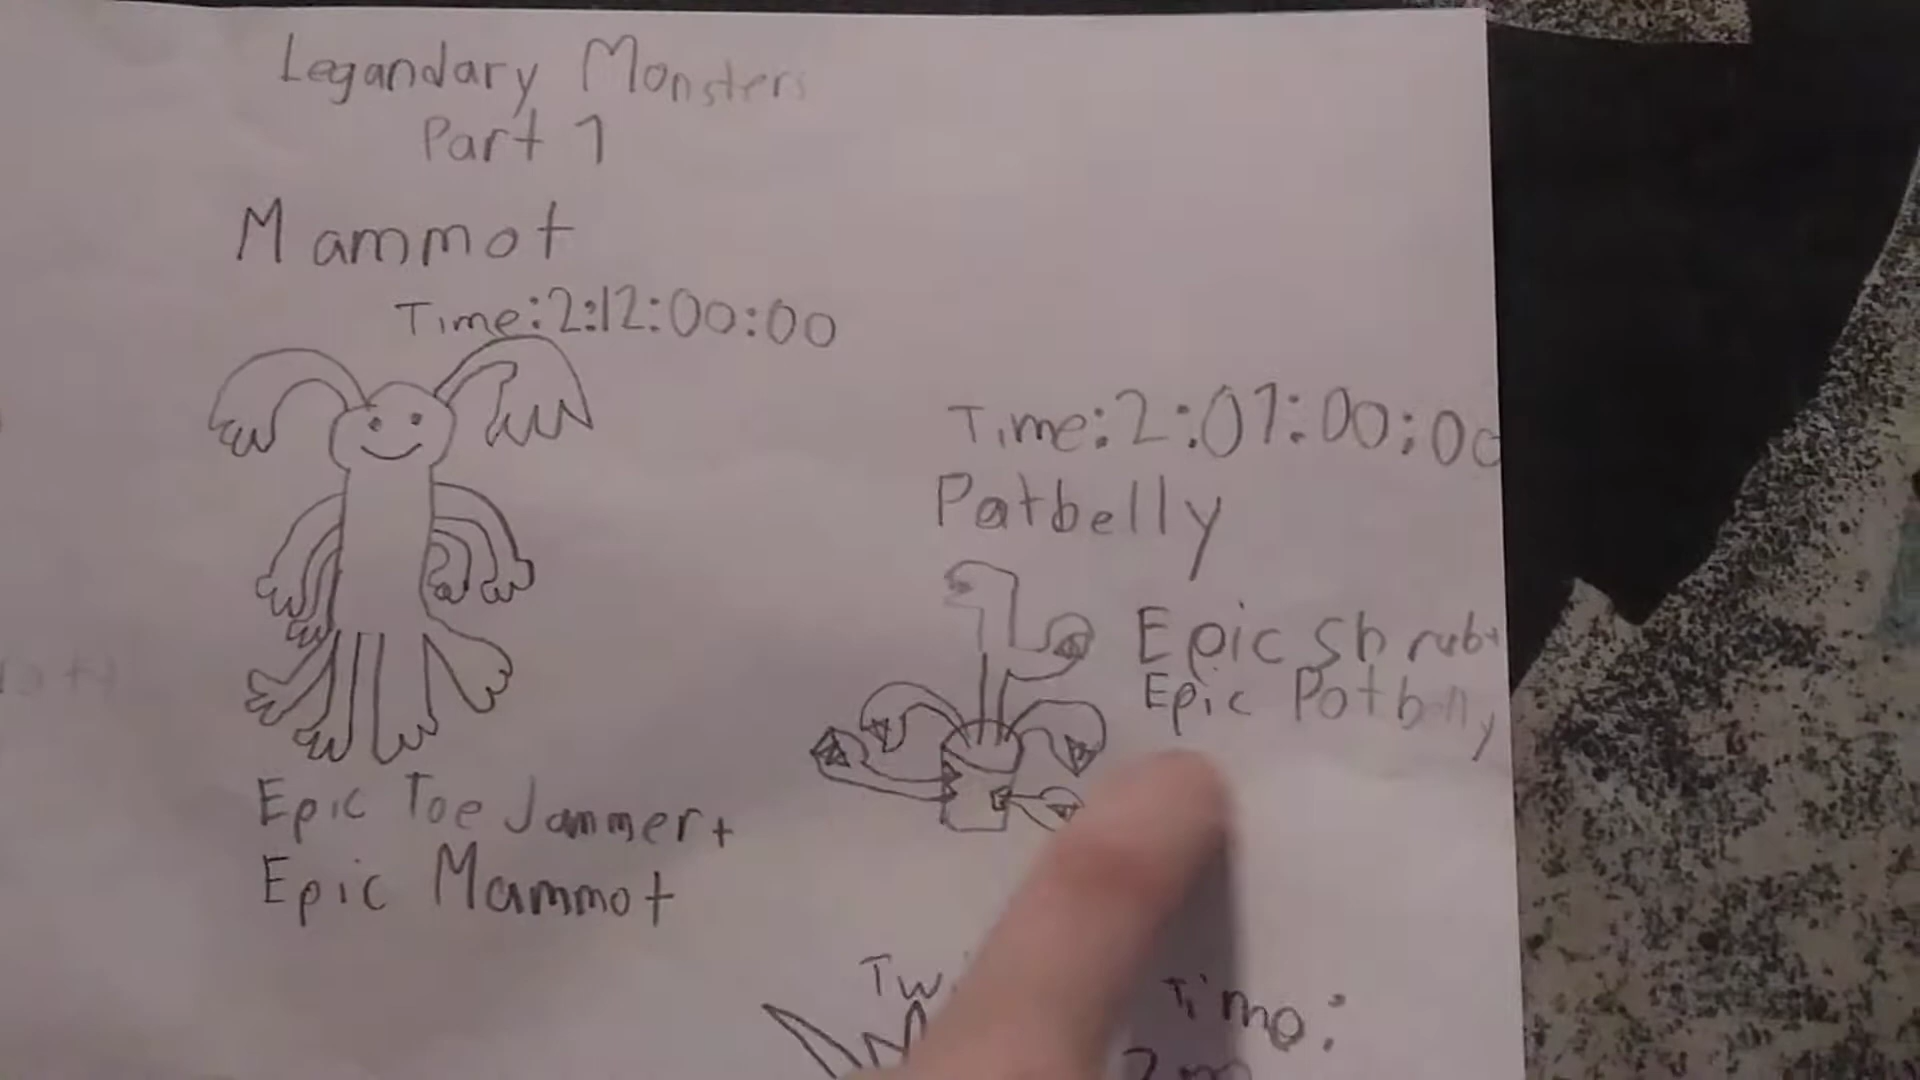 Legandary Monsters
Part 1
Mammot
Time:2:12:00:00
Epic Toe Jammer+
Epic Mammot
Time:2:07:00:00
Patbelly
Epic Shrub+
Epic Potbelly
Time: